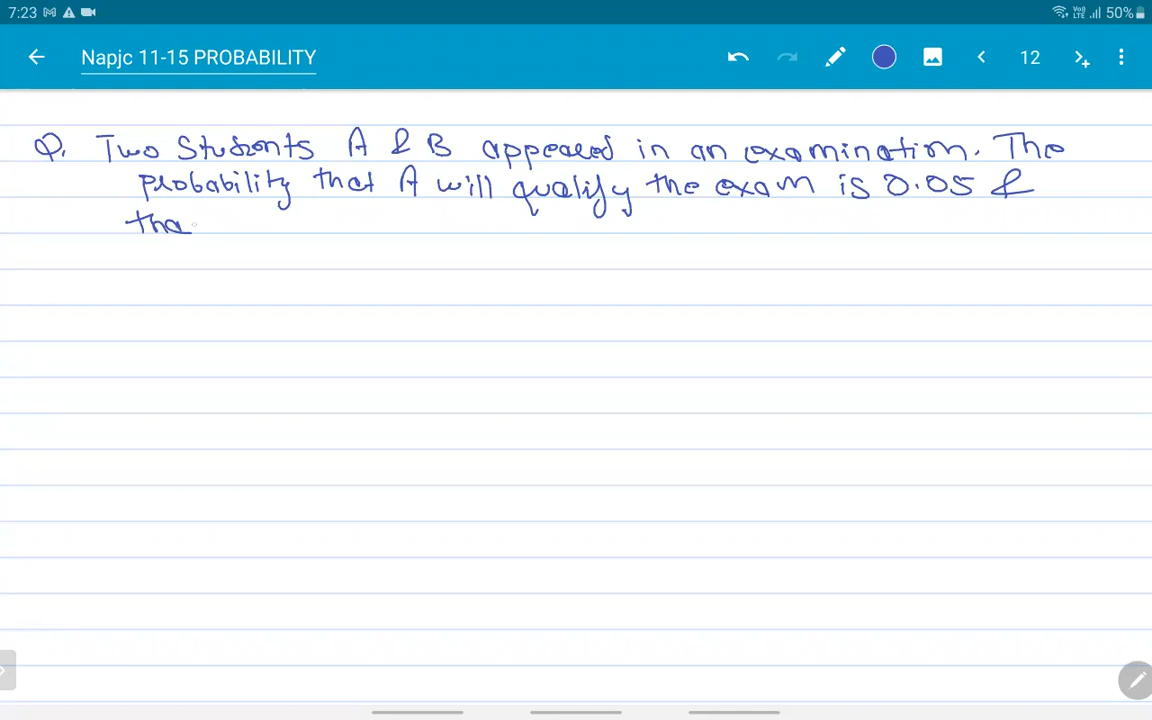 7:23 50%
Napjc 11-15 PROBABILITY 12
Q. Two Students A & B appeared in an examination. The
probability that A will qualify the exam is 0.05 &
tha